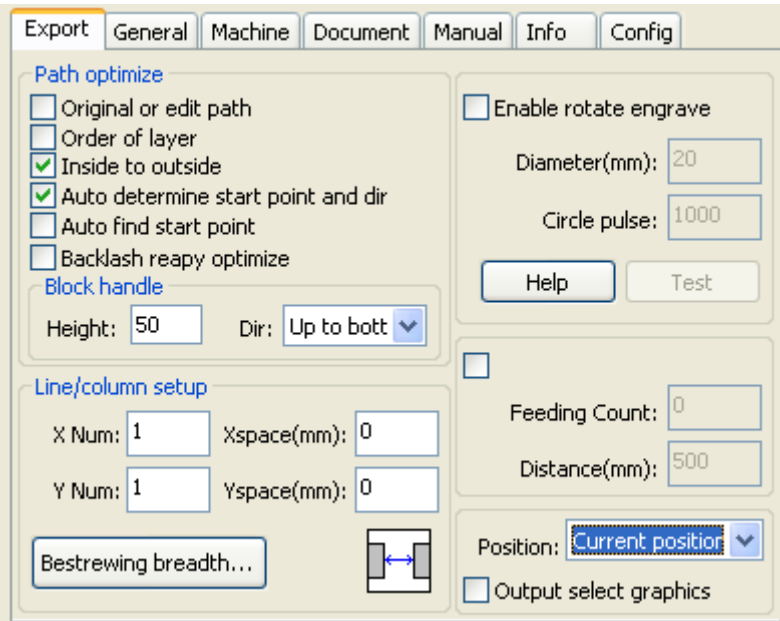 Export General Machine Document Manual Info Config
Path optimize
Original or edit path
Order of layer
Inside to outside
Auto determine start point and dir
Auto find start point
Backlash reapy optimize
Block handle
Height: 50 Dir: Up to bott
Line/column setup
X Num: 1 Xspace(mm): 0
Y Num: 1 Yspace(mm): 0
Bestrewing breadth...
Enable rotate engrave
Diameter(mm): 20
Circle pulse: 1000
Help Test
Feeding Count: 0
Distance(mm): 500
Position: Current position
Output select graphics